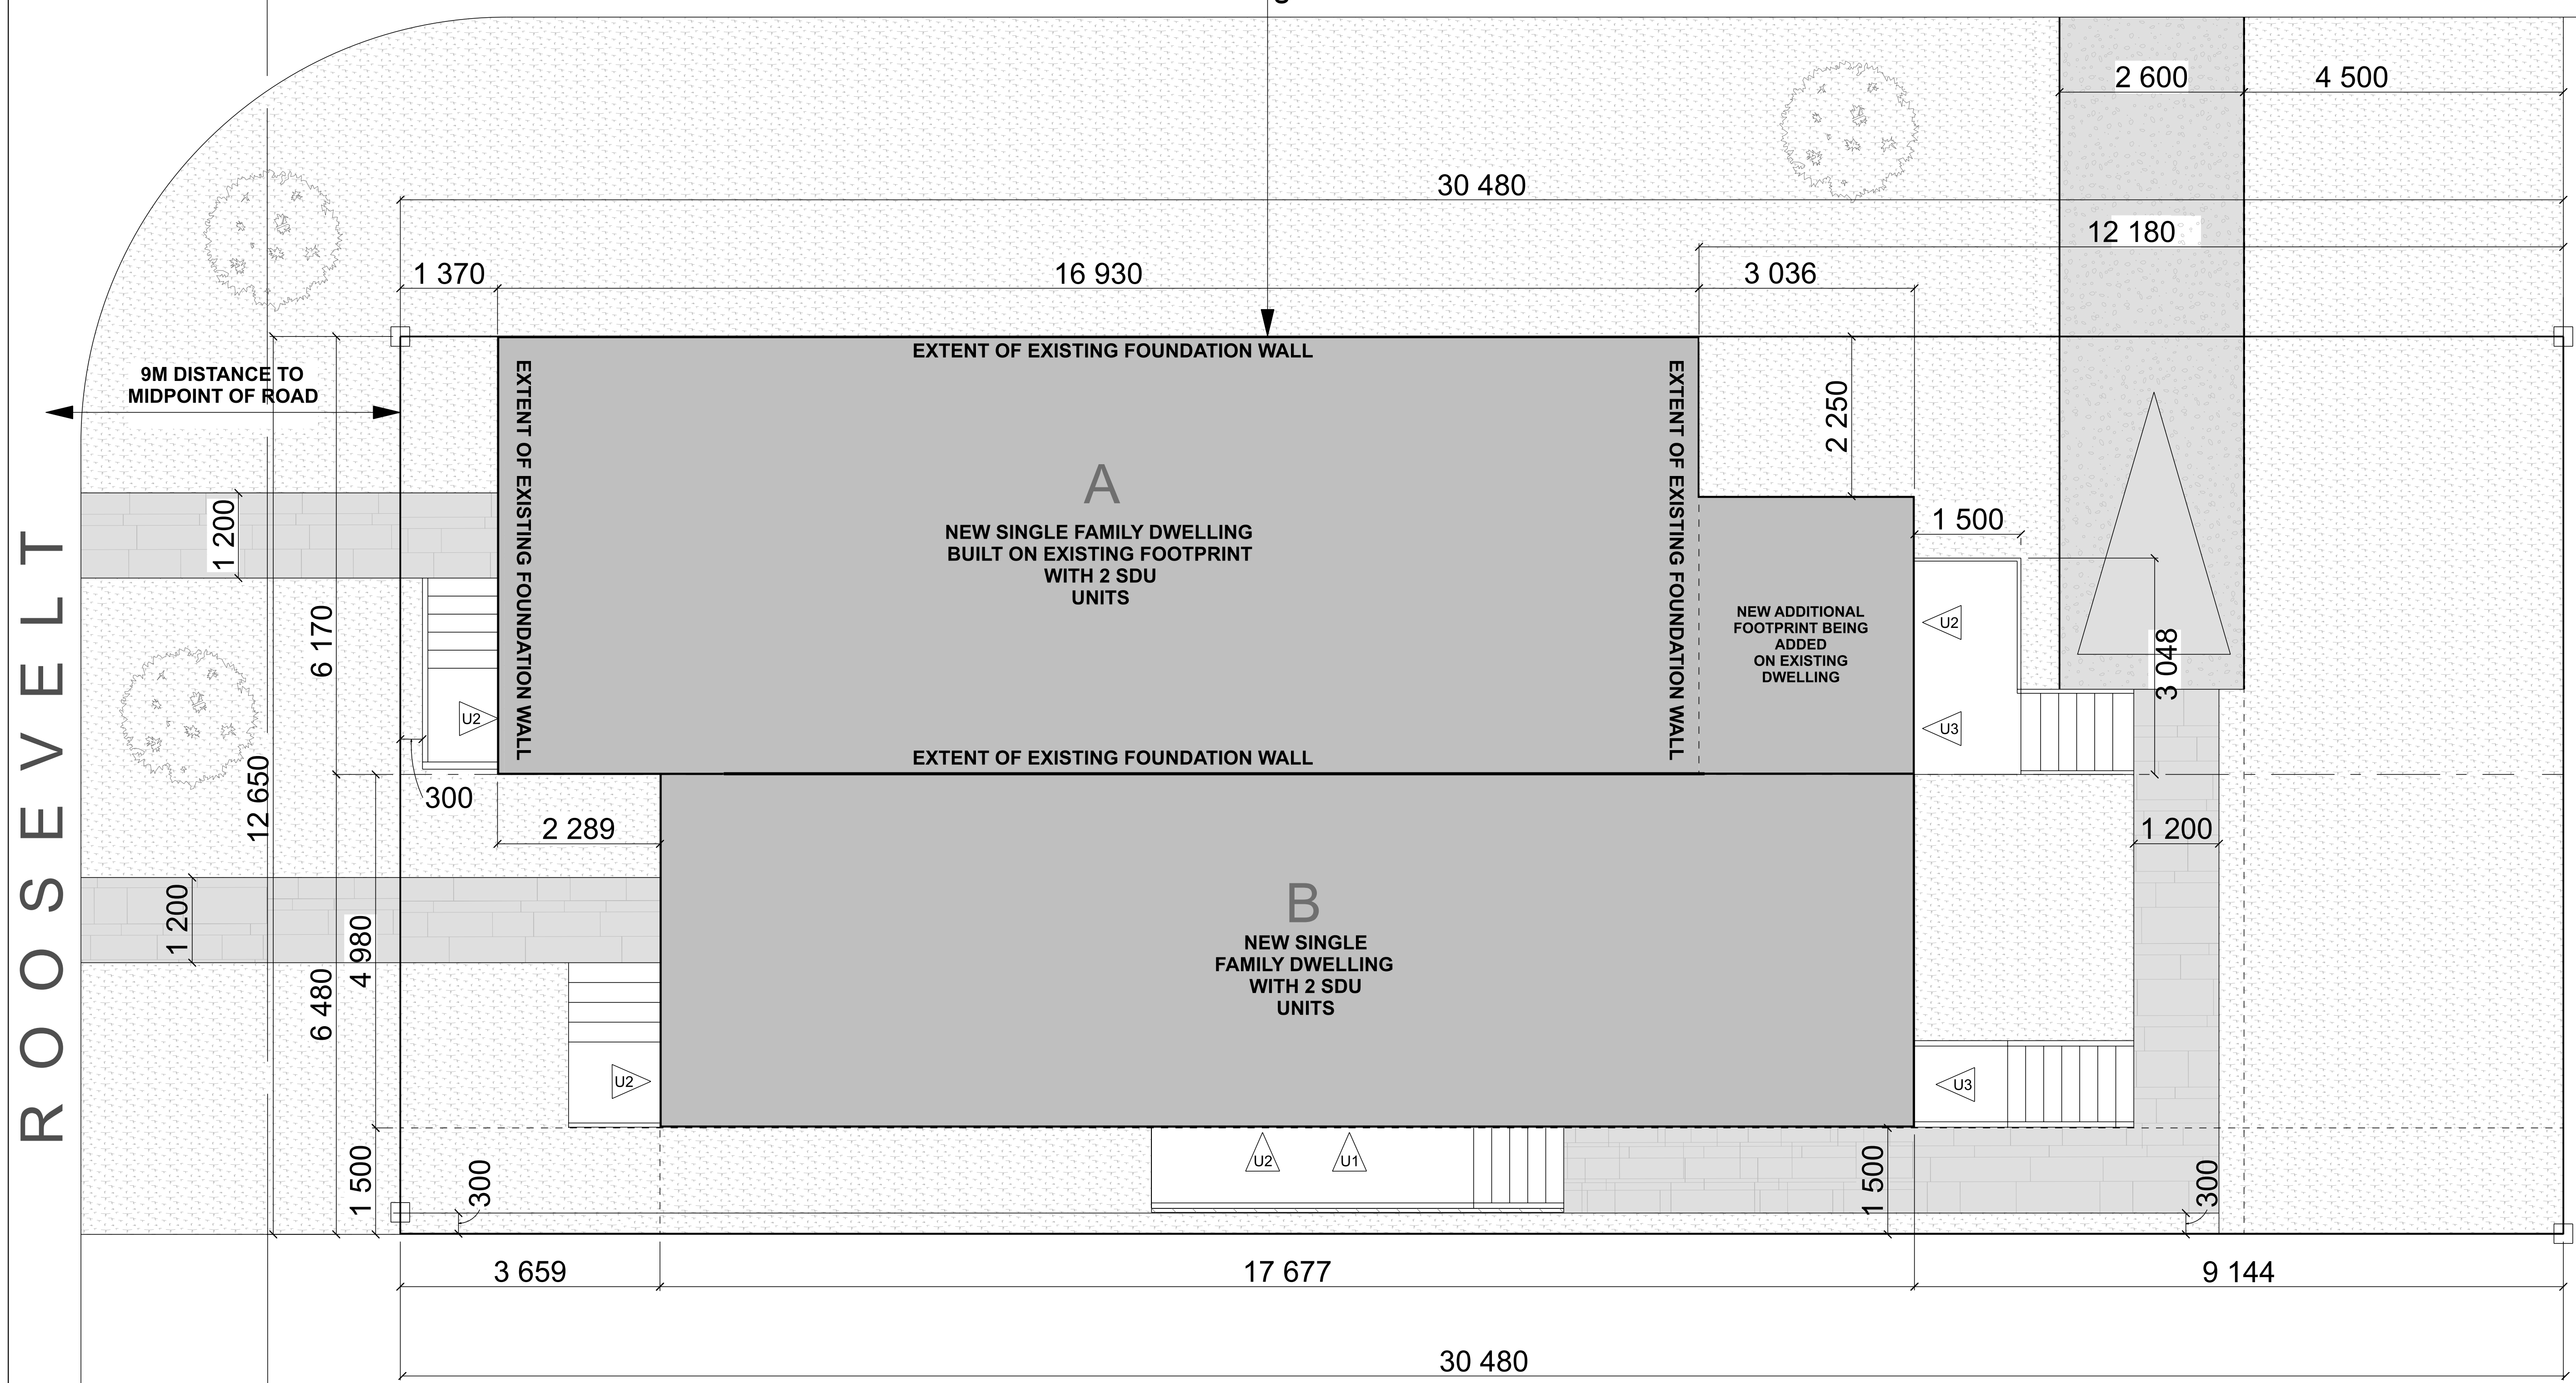 2 600
4 500
30 480
12 180
1 370
16 930
3 036
EXTENT OF EXISTING FOUNDATION WALL
9M DISTANCE TO
MIDPOINT OF ROAD
EXTENT OF EXISTING FOUNDATION WALL
EXTENT OF EXISTING FOUNDATION WALL
2 250
A
NEW SINGLE FAMILY DWELLING
BUILT ON EXISTING FOOTPRINT
WITH 2 SDU
UNITS
1 200
1 500
6 170
NEW ADDITIONAL
FOOTPRINT BEING
ADDED
ON EXISTING
DWELLING
U2
3 048
U2
U3
EXTENT OF EXISTING FOUNDATION WALL
ROOSEVELT
12 650
300
2 289
1 200
1 200
4 980
6 480
B
NEW SINGLE
FAMILY DWELLING
WITH 2 SDU
UNITS
U2
U3
1 500
300
U2
U1
1 500
300
3 659
17 677
9 144
30 480